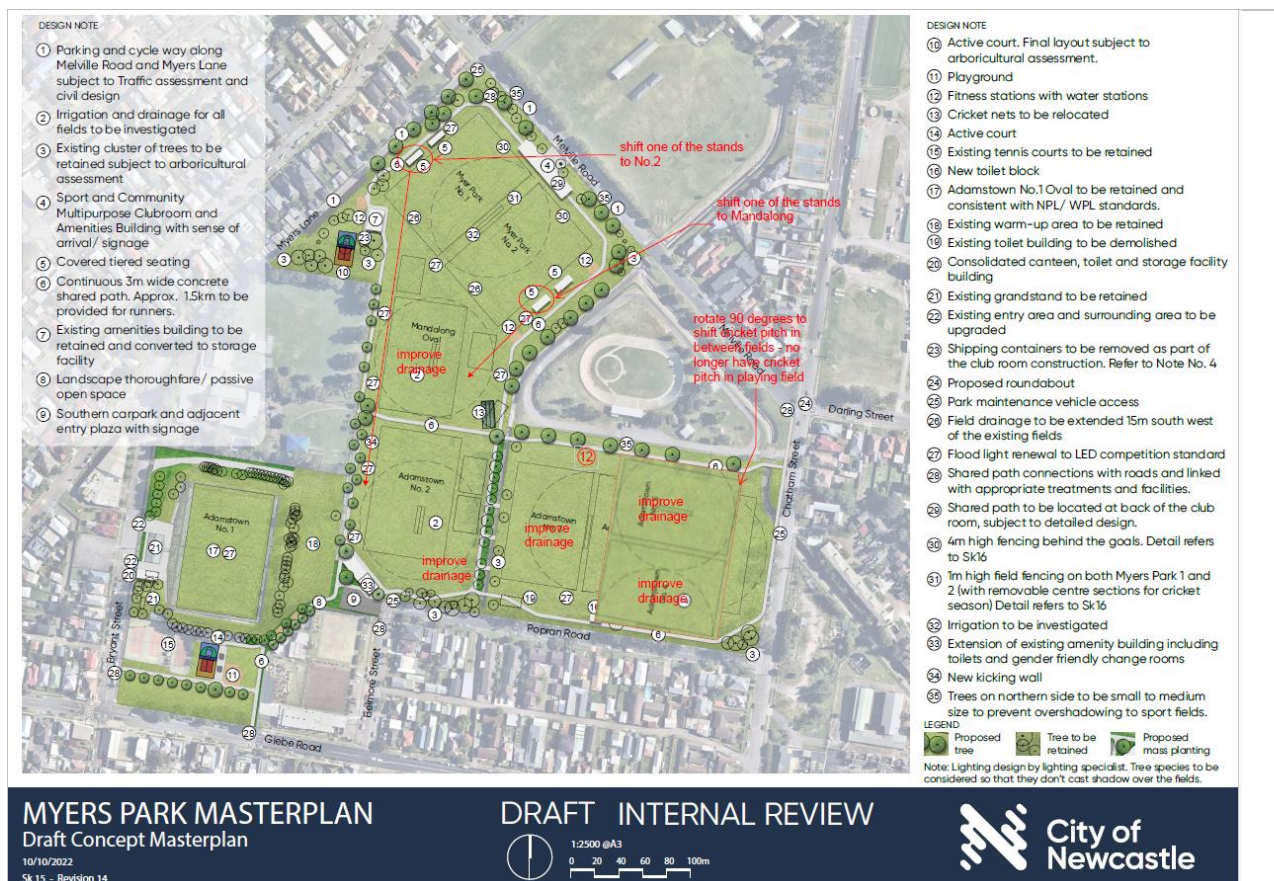 DESIGN NOTE
1 Parking and cycle way along
Melville Road and Myers Lane
subject to Traffic assessment and
civil design
2 Irrigation and drainage for all
fields to be investigated
3 Existing cluster of trees to be
retained subject to arboricultural
assessment
4 Sport and Community
Multipurpose Clubroom and
Amenities Building with sense of
arrival/ signage
5 Covered tiered seating
6 Continuous 3m wide concrete
shared path. Approx. 1.5km to be
provided for runners.
7 Existing amenities building to be
retained and converted to storage
facility
8 Landscape thoroughfare/ passive
open space
9 Southern carpark and adjacent
entry plaza with signage
shift one of the stands
to No.2
shift one of the stands
to Mandalong
rotate 90 degrees to
shift cricket pitch in
between fields - no
longer have cricket
pitch in playing field
Melville Road
Myers Lane
Myer Park
No. 1
Myer Park
No. 2
Mandalong
Oval
improve
drainage
Melville Road
Darling Street
Chatham Street
Adamstown
No. 2
improve
drainage
Adamstown
improve
drainage
improve
drainage
improve
drainage
12
Adamstown
No. 1
Popran Road
Bryant Street
Belmore Street
Glebe Road
DESIGN NOTE
10 Active court. Final layout subject to
arboricultural assessment.
11 Playground
12 Fitness stations with water stations
13 Cricket nets to be relocated
14 Active court
15 Existing tennis courts to be retained
16 New toilet block
17 Adamstown No.1 Oval to be retained and
consistent with NPL/ WPL standards.
18 Existing warm-up area to be retained
19 Existing toilet building to be demolished
20 Consolidated canteen, toilet and storage facility
building
21 Existing grandstand to be retained
22 Existing entry area and surrounding area to be
upgraded
23 Shipping containers to be removed as part of
the club room construction. Refer to Note No. 4
24 Proposed roundabout
25 Park maintenance vehicle access
26 Field drainage to be extended 15m south west
of the existing fields
27 Flood light renewal to LED competition standard
28 Shared path connections with roads and linked
with appropriate treatments and facilities.
29 Shared path to be located at back of the club
room, subject to detailed design.
30 4m high fencing behind the goals. Detail refers
to Sk16
31 1m high field fencing on both Myers Park 1 and
2 (with removable centre sections for cricket
season) Detail refers to Sk16
32 Irrigation to be investigated
33 Extension of existing amenity building including
toilets and gender friendly change rooms
34 New kicking wall
35 Trees on northern side to be small to medium
size to prevent overshadowing to sport fields.
LEGEND
Proposed
tree
Tree to be
retained
Proposed
mass planting
Note: Lighting design by lighting specialist. Tree species to be
considered so that they don't cast shadow over the fields.
MYERS PARK MASTERPLAN
Draft Concept Masterplan
10/10/2022
Sk 15 - Revision 14
DRAFT INTERNAL REVIEW
1:2500 @A3
0 20 40 60 80 100m
City of
Newcastle